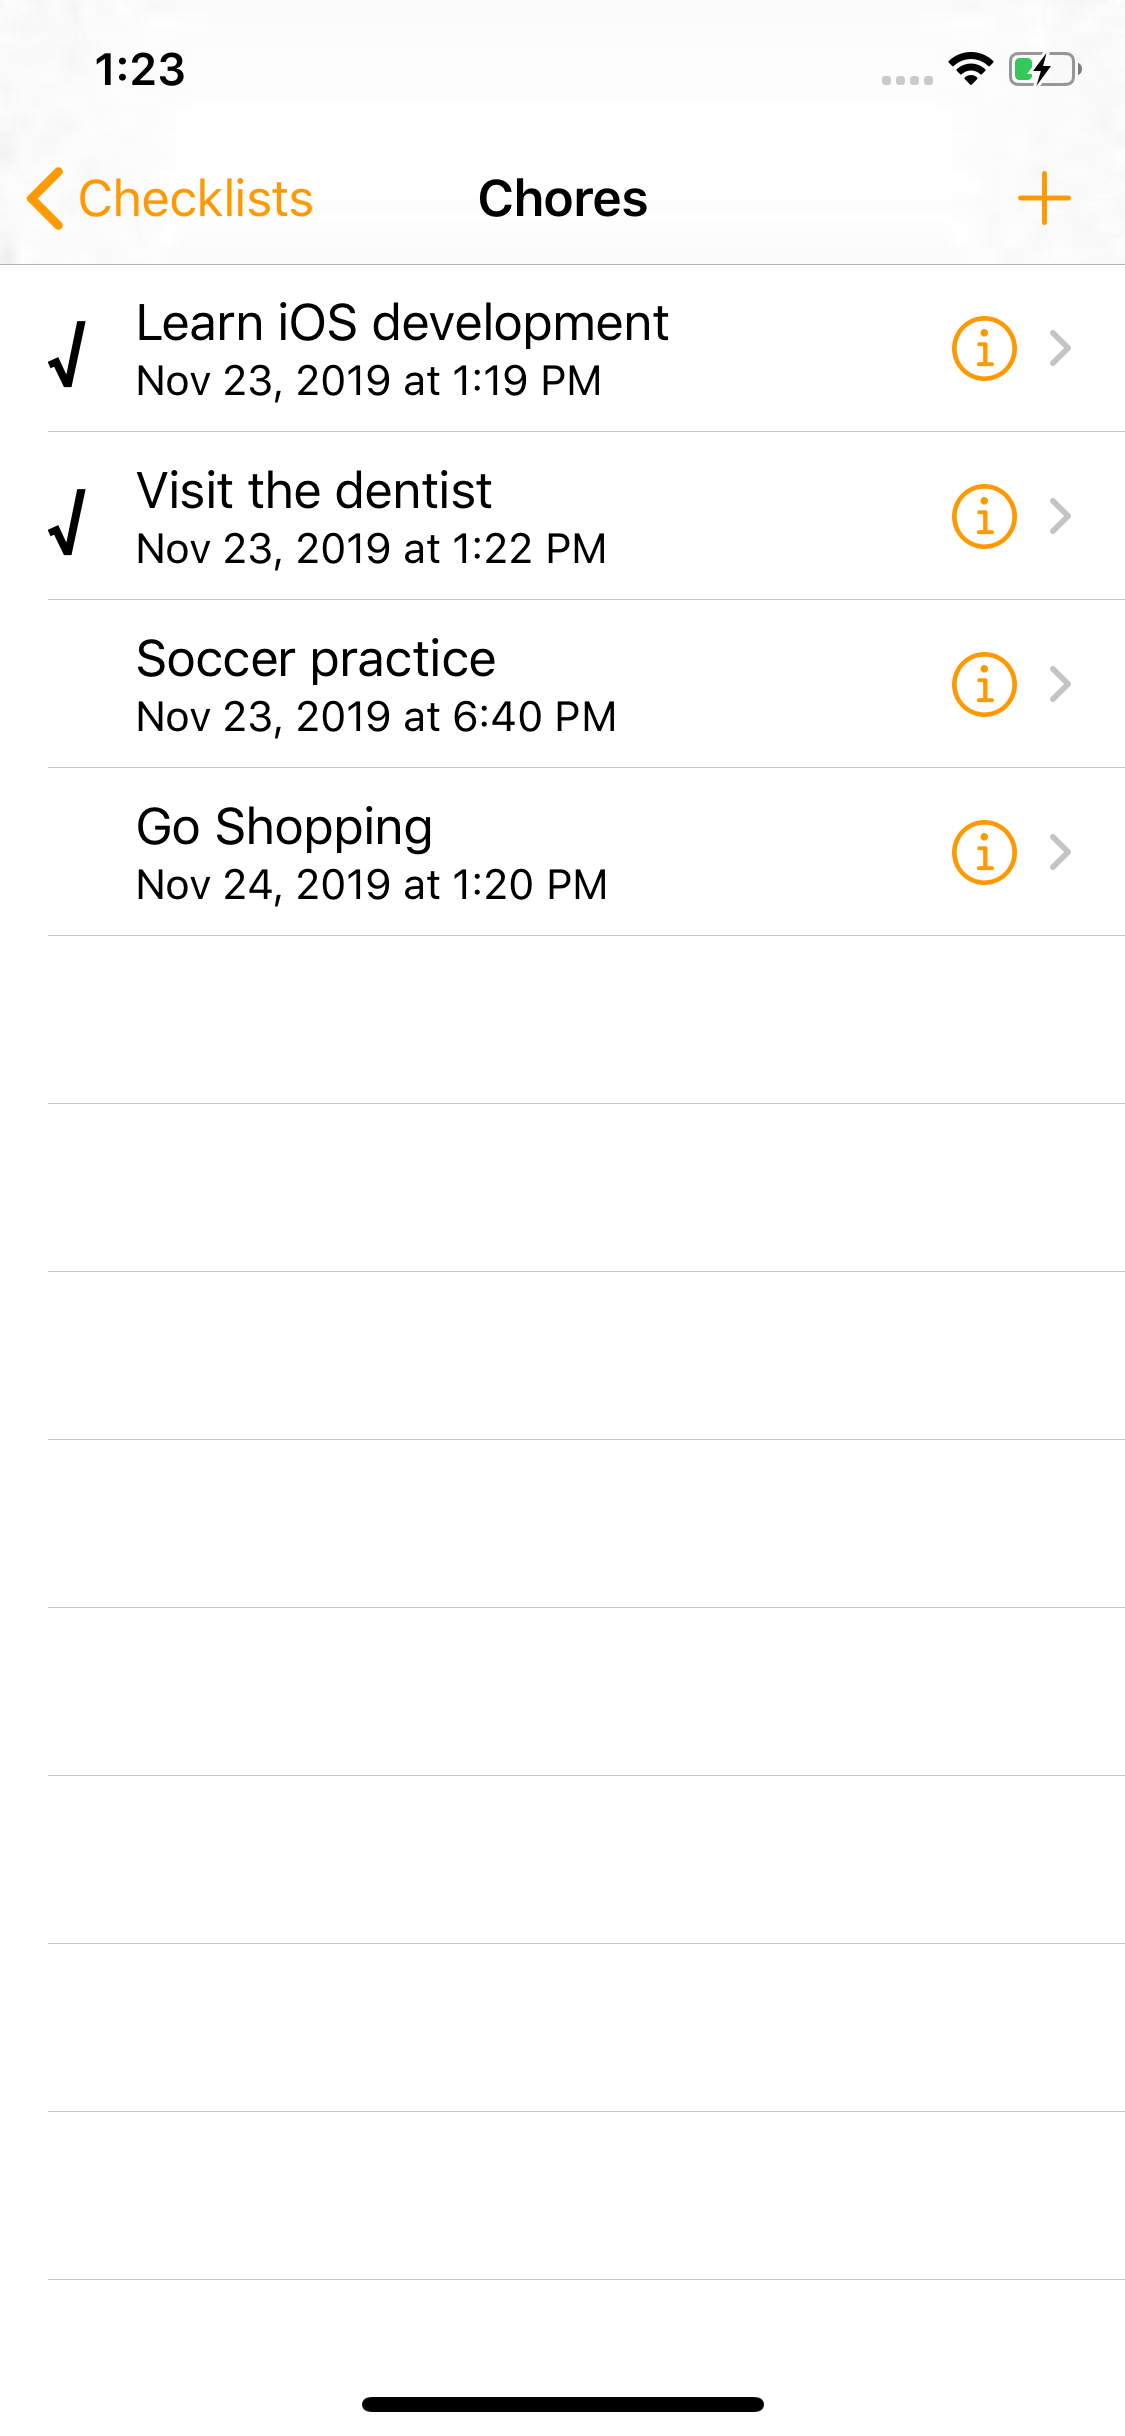 1:23
Checklists
Chores
+
√
Learn iOS development
Nov 23, 2019 at 1:19 PM
√
Visit the dentist
Nov 23, 2019 at 1:22 PM
Soccer practice
Nov 23, 2019 at 6:40 PM
Go Shopping
Nov 24, 2019 at 1:20 PM